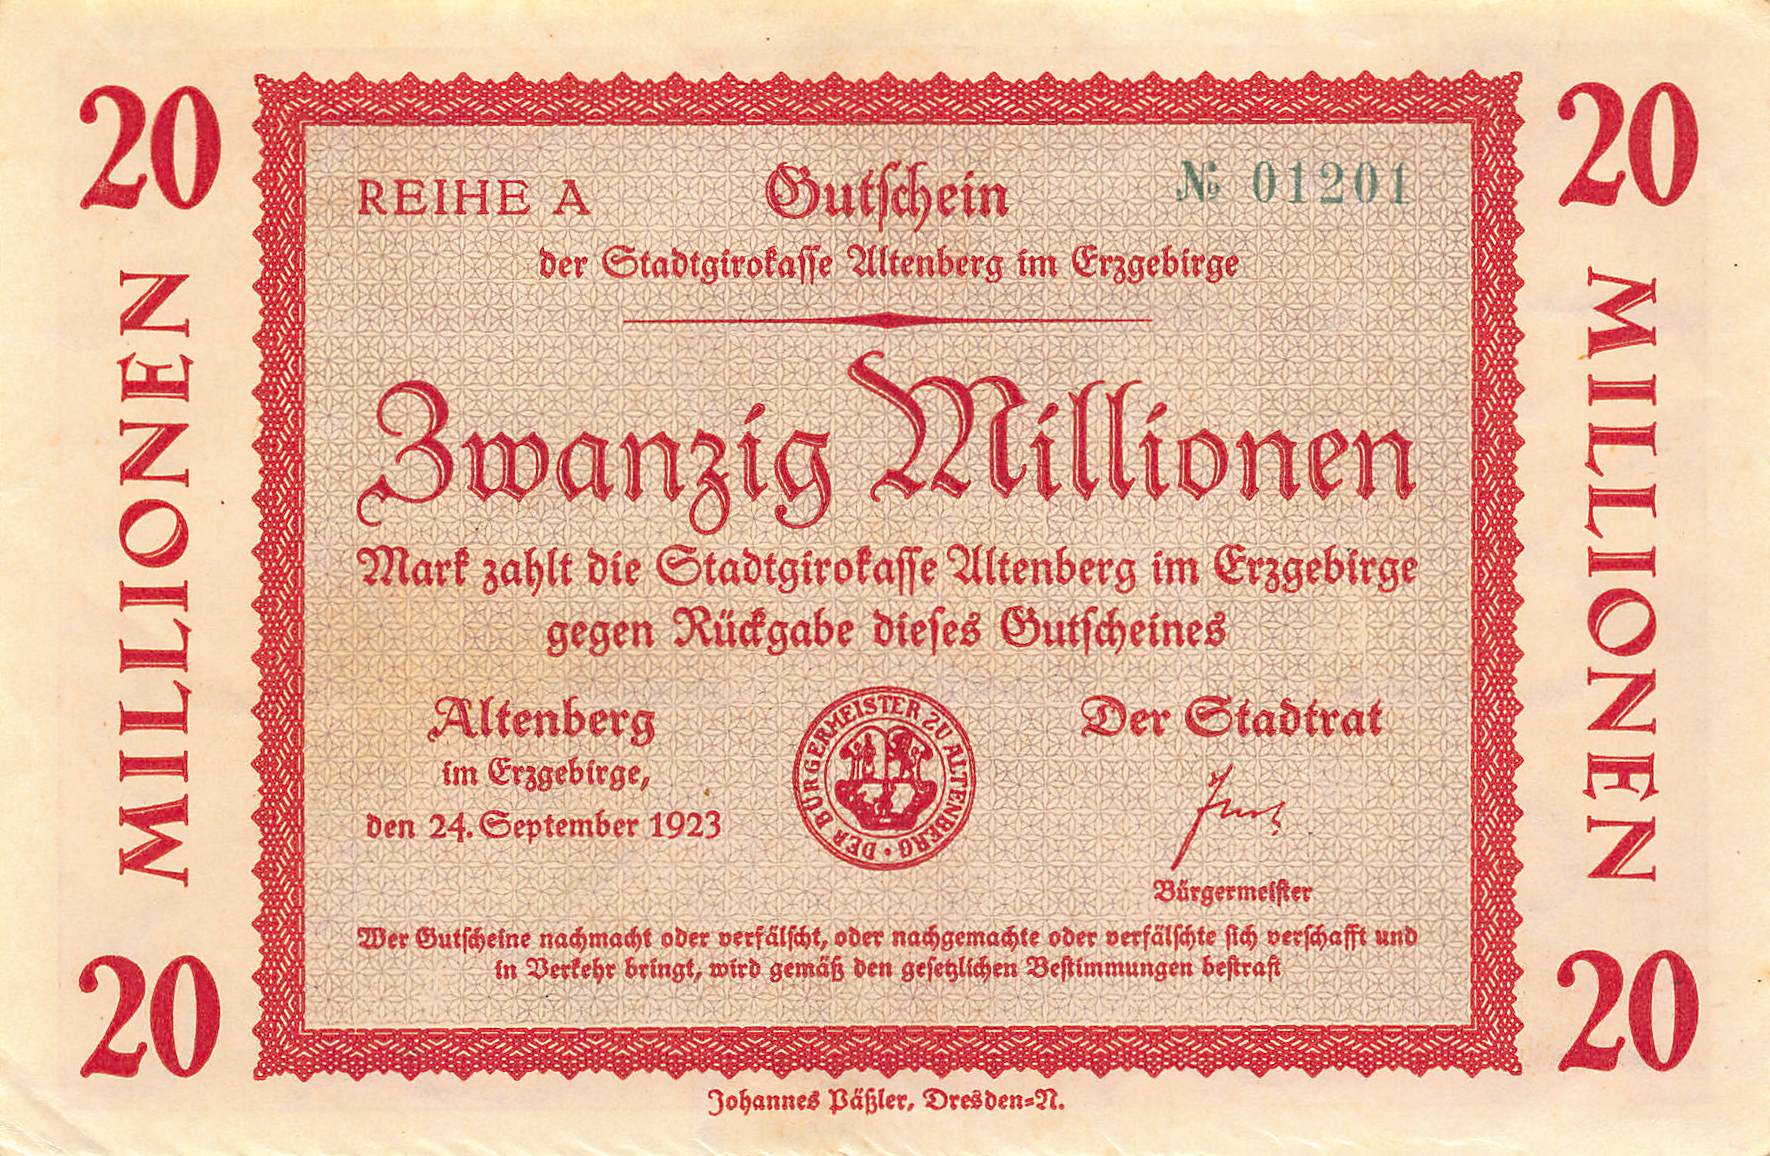 20
MILLIONEN
20
REIHE A
Gutschein
№ 01201
der Stadtgirokasse Altenberg im Erzgebirge
Zwanzig Millionen
Mark zahlt die Stadtgirokasse Altenberg im Erzgebirge
gegen Rückgabe dieses Gutscheines
Altenberg
im Erzgebirge,
den 24. September 1923
DER BÜRGERMEISTER ZU ALTENBERG
Der Stadtrat
Bürgermeister
Wer Gutscheine nachmacht oder verfälscht, oder nachgemachte oder verfälschte sich verschafft und
in Verkehr bringt, wird gemäß den gesetzlichen Bestimmungen bestraft
Johannes Päßler, Dresden=N.
20
MILLIONEN
20